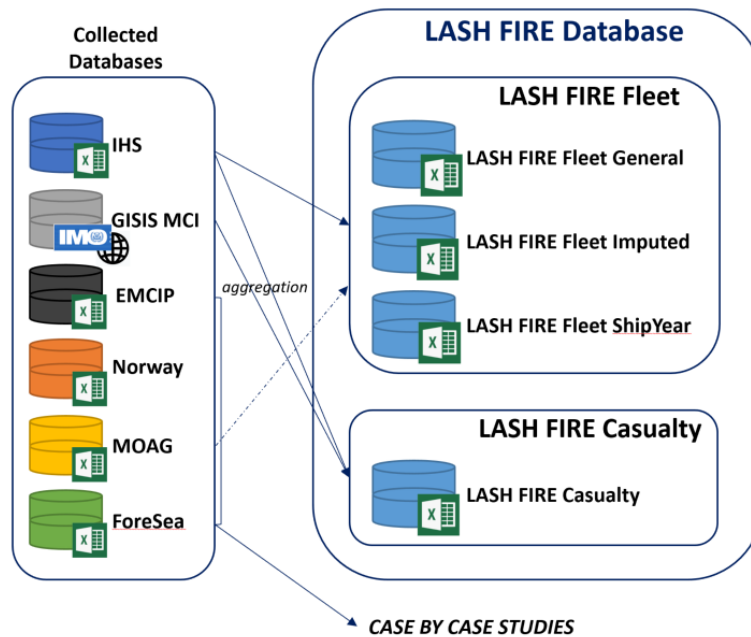 Collected
Databases
IHS
GISIS MCI
IMO
EMCIP
Norway
MOAG
ForeSea
aggregation
LASH FIRE Database
LASH FIRE Fleet
LASH FIRE Fleet General
LASH FIRE Fleet Imputed
LASH FIRE Fleet ShipYear
LASH FIRE Casualty
LASH FIRE Casualty
CASE BY CASE STUDIES
X
X
X
X
X
X
X
X
X